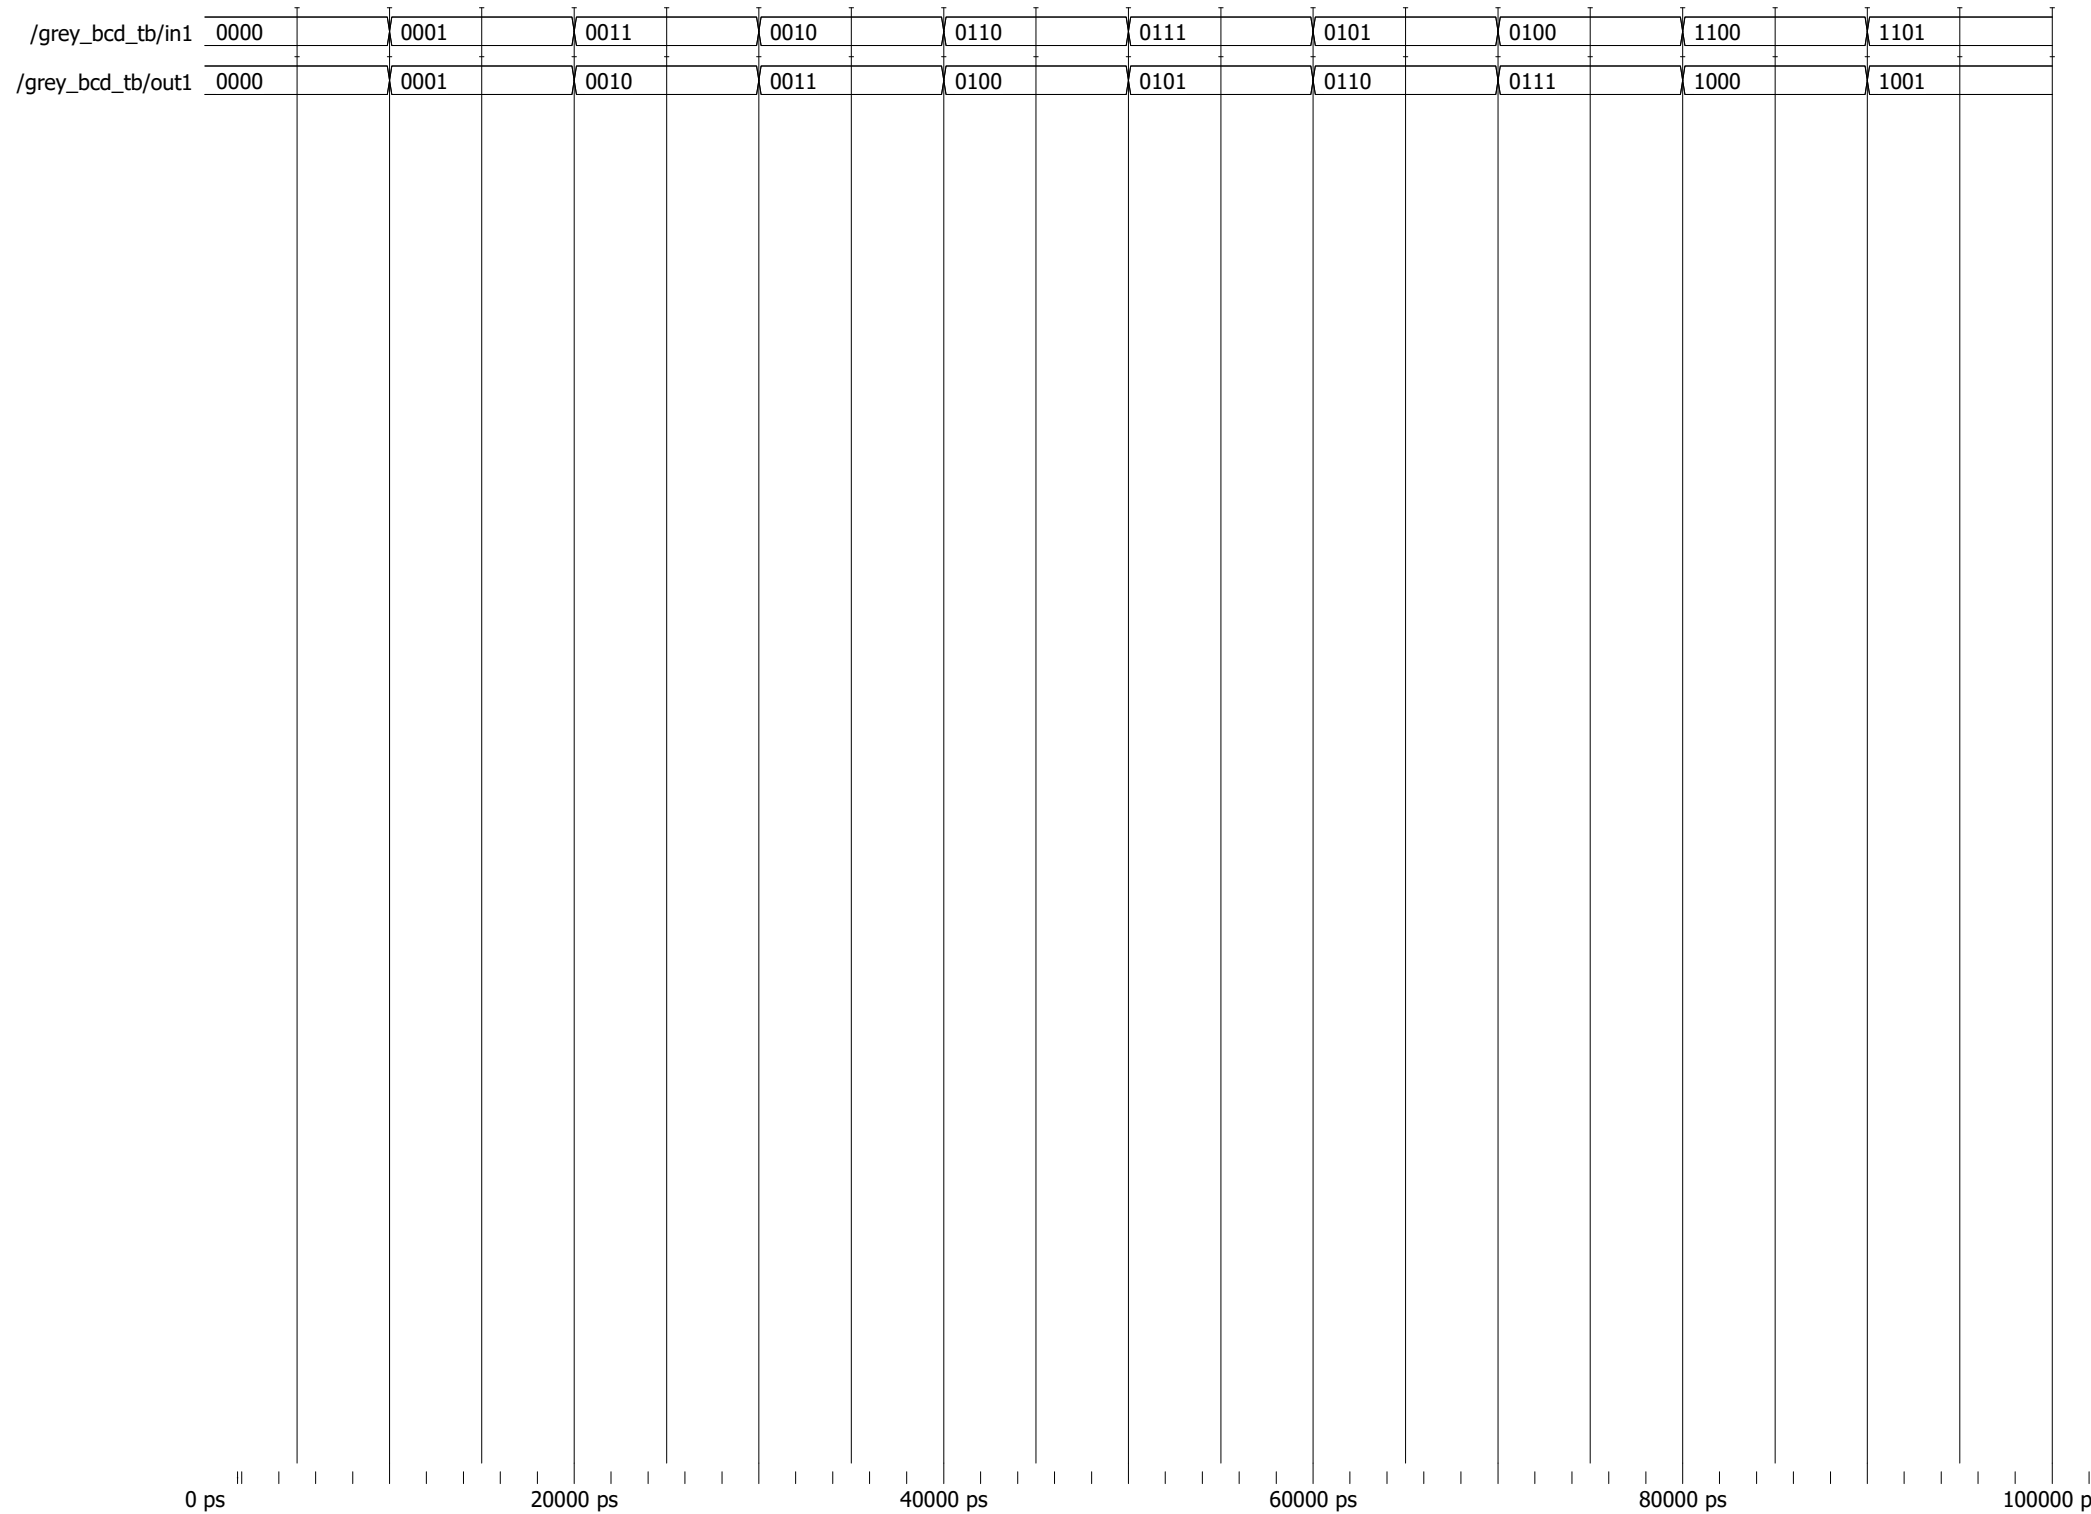 /grey_bcd_tb/in1 0000 0001 0011 0010 0110 0111 0101 0100 1100 1101
/grey_bcd_tb/out1 0000 0001 0010 0011 0100 0101 0110 0111 1000 1001
0 ps 20000 ps 40000 ps 60000 ps 80000 ps 100000 p